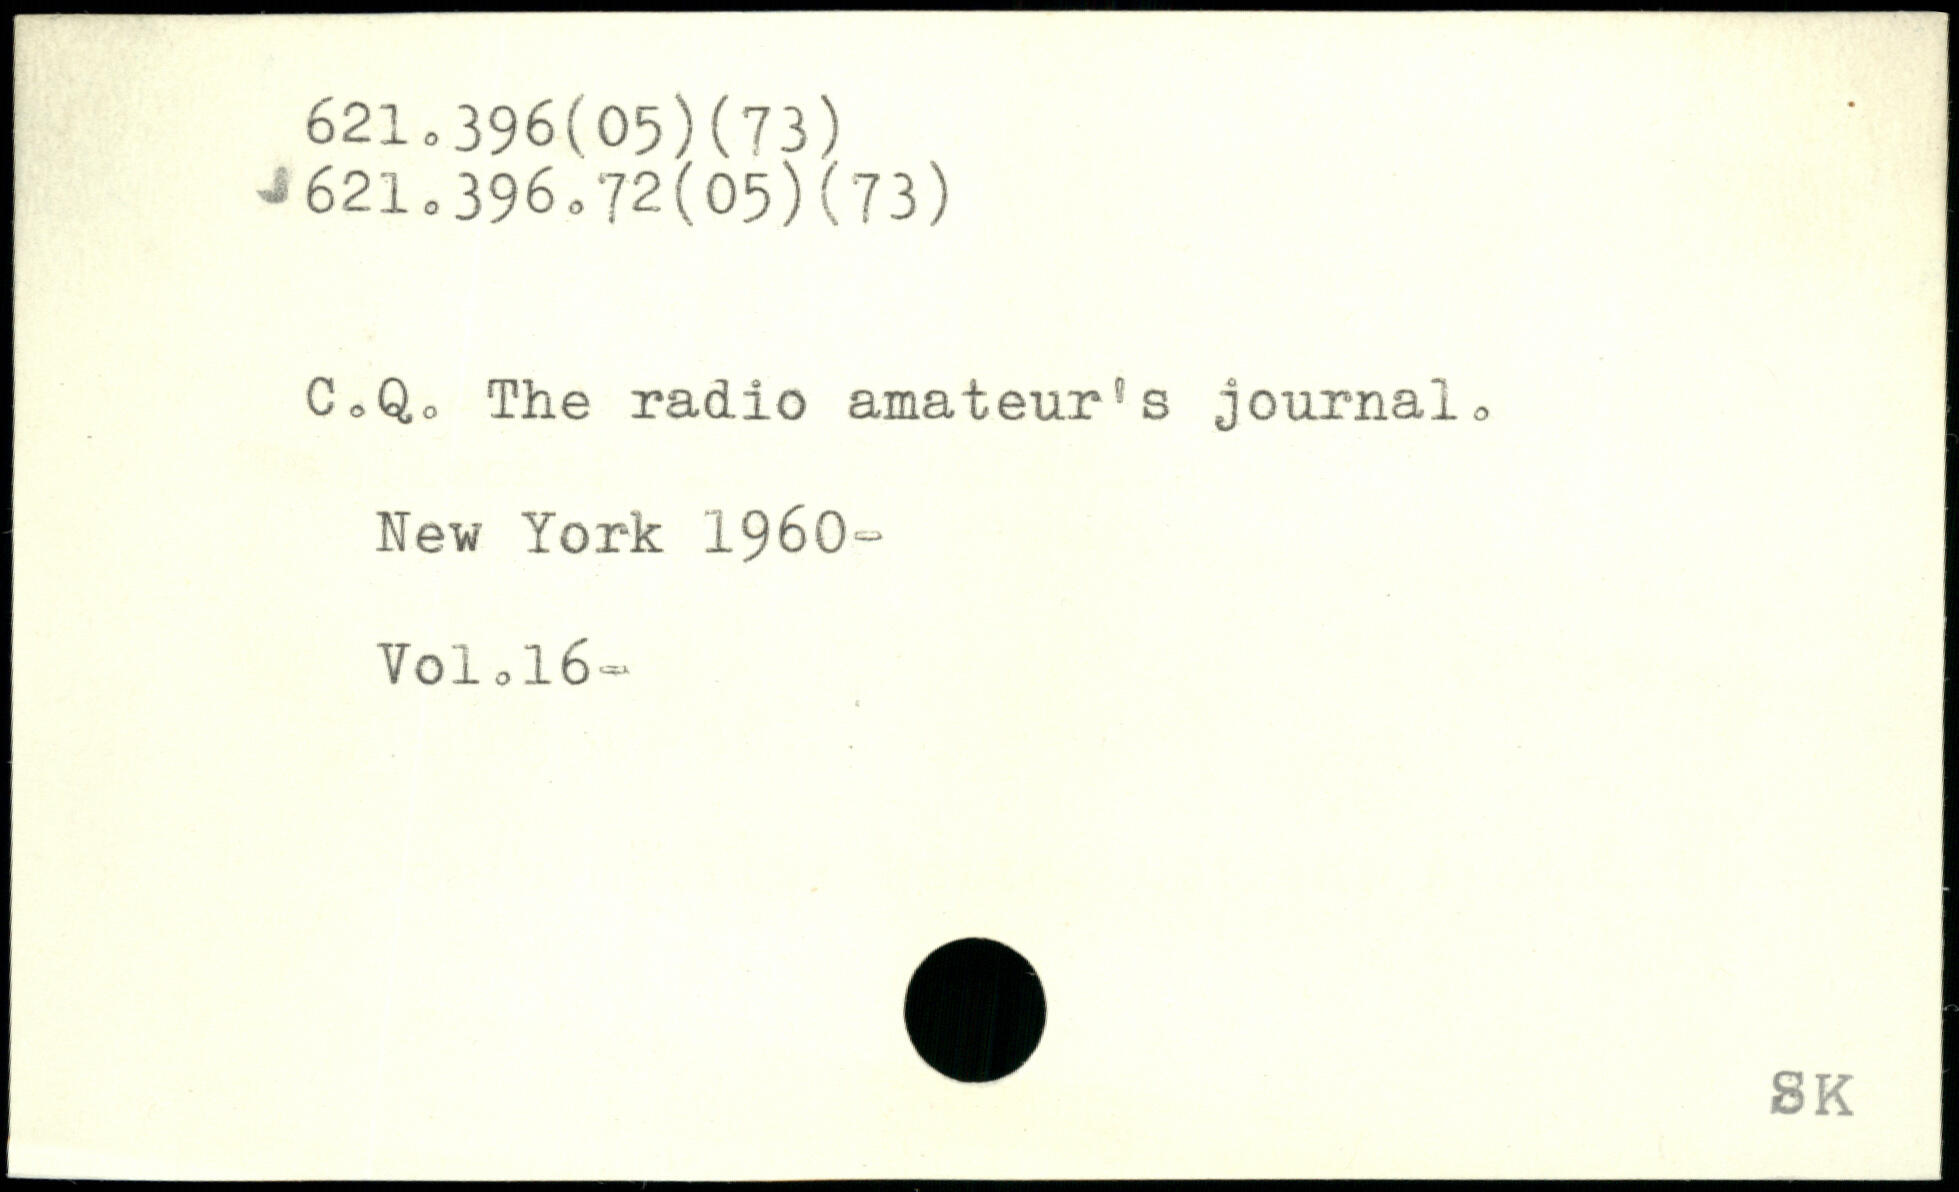 621.396(05)(73)
621.396.72(05)(73)
C.Q. The radio amateur's journal.
New York 1960-
Vol.16-
SK